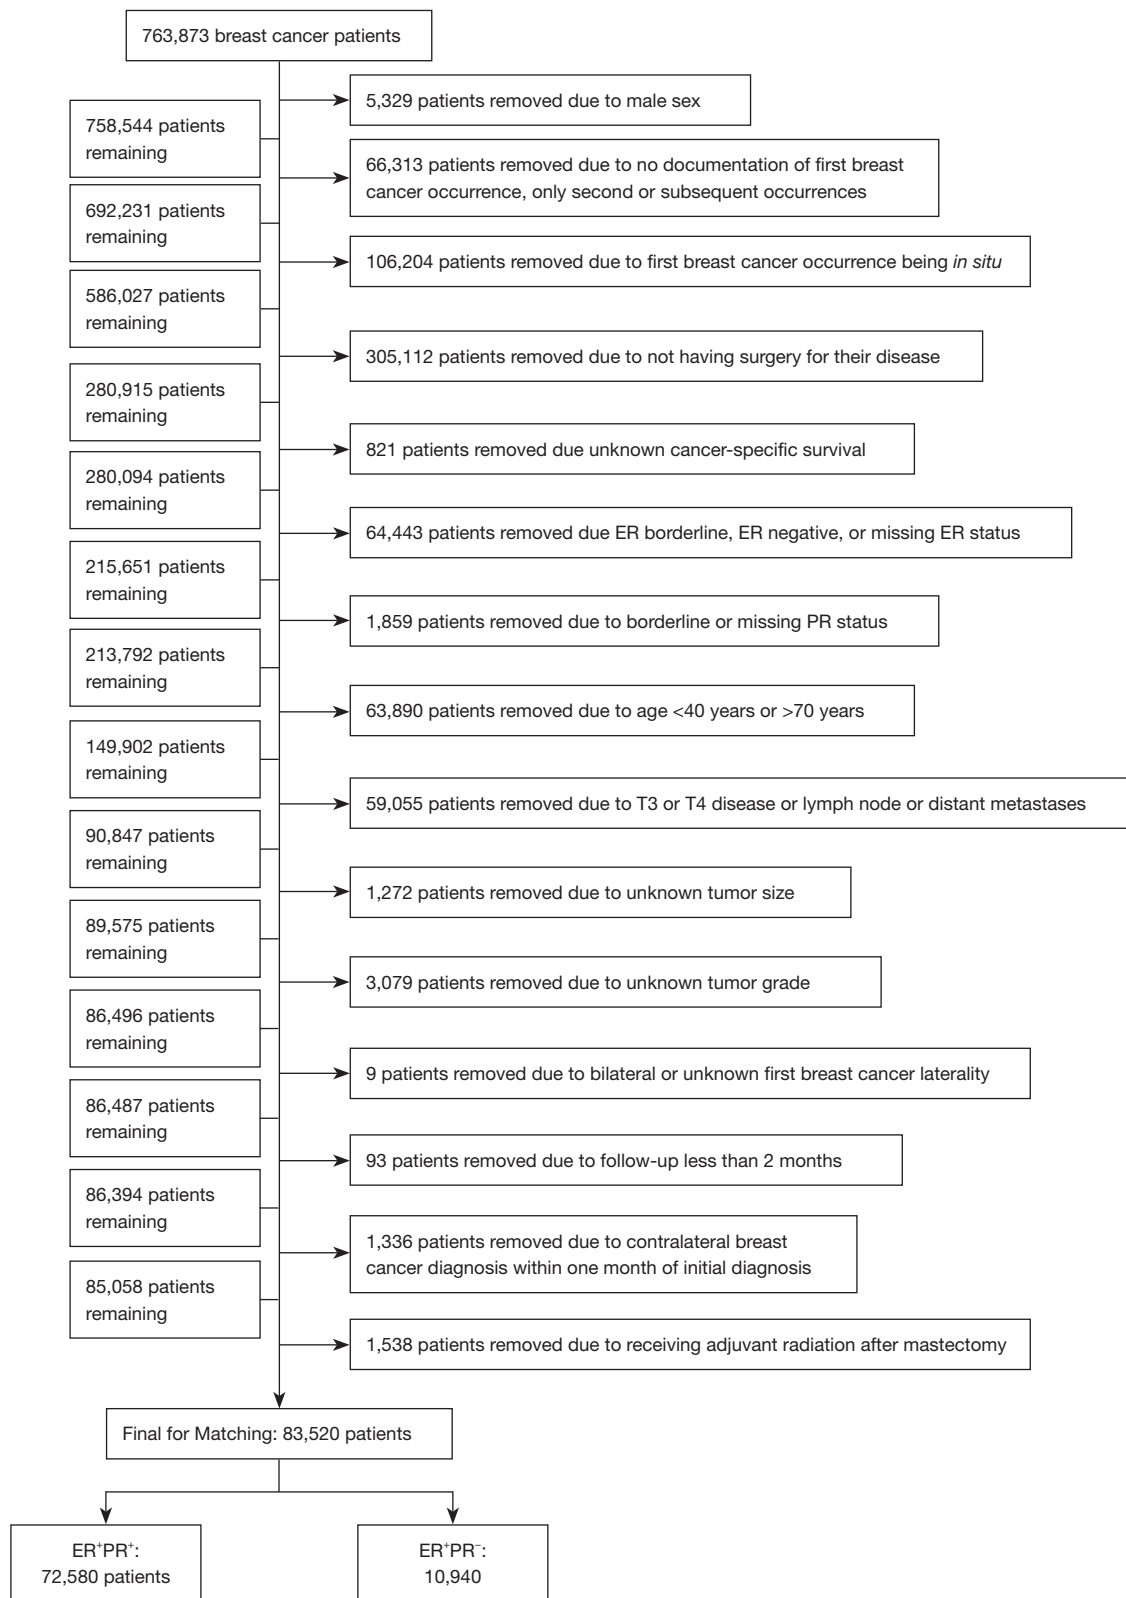 763,873 breast cancer patients
5,329 patients removed due to male sex
758,544 patients
remaining
66,313 patients removed due to no documentation of first breast
cancer occurrence, only second or subsequent occurrences
692,231 patients
remaining
106,204 patients removed due to first breast cancer occurrence being in situ
586,027 patients
remaining
305,112 patients removed due to not having surgery for their disease
280,915 patients
remaining
821 patients removed due unknown cancer-specific survival
280,094 patients
remaining
64,443 patients removed due ER borderline, ER negative, or missing ER status
215,651 patients
remaining
1,859 patients removed due to borderline or missing PR status
213,792 patients
remaining
63,890 patients removed due to age <40 years or >70 years
149,902 patients
remaining
59,055 patients removed due to T3 or T4 disease or lymph node or distant metastases
90,847 patients
remaining
1,272 patients removed due to unknown tumor size
89,575 patients
remaining
3,079 patients removed due to unknown tumor grade
86,496 patients
remaining
9 patients removed due to bilateral or unknown first breast cancer laterality
86,487 patients
remaining
93 patients removed due to follow-up less than 2 months
86,394 patients
remaining
1,336 patients removed due to contralateral breast
cancer diagnosis within one month of initial diagnosis
85,058 patients
remaining
1,538 patients removed due to receiving adjuvant radiation after mastectomy
Final for Matching: 83,520 patients
ER⁺PR⁺:
72,580 patients
ER⁺PR⁻:
10,940